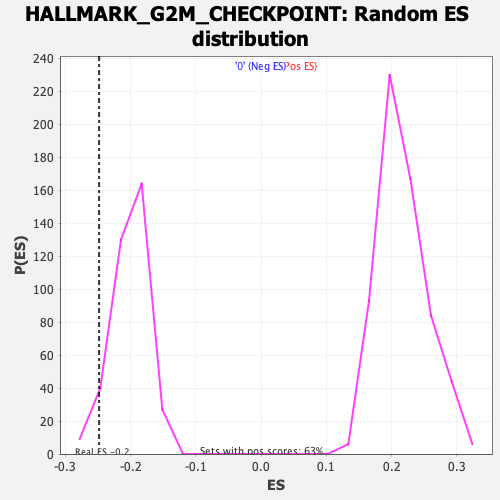 HALLMARK_G2M_CHECKPOINT: Random ES
distribution
'0' (Neg ES)
Pos ES)
240
220
200
180
160
140
120
100
80
60
40
20
0
P(ES)
Real ES -0.2
Sets with pos scores: 63%
-0.3 -0.2 -0.1 0.0 0.1 0.2 0.3
ES